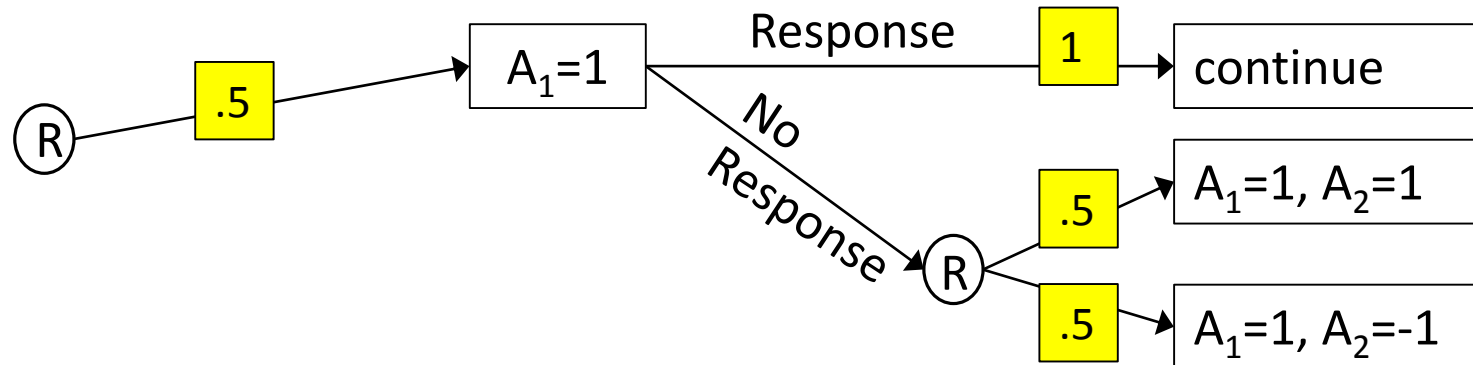 R
.5
A₁=1
Response
1
continue
No
Response
R
.5
A₁=1, A₂=1
.5
A₁=1, A₂=-1